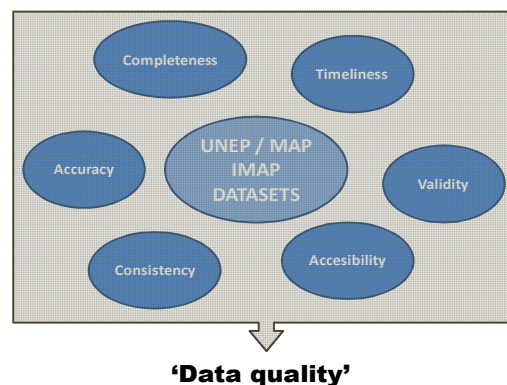 Completeness
Timeliness
UNEP / MAP
IMAP
DATASETS
Accuracy
Validity
Consistency
Accesibility
‘Data quality’